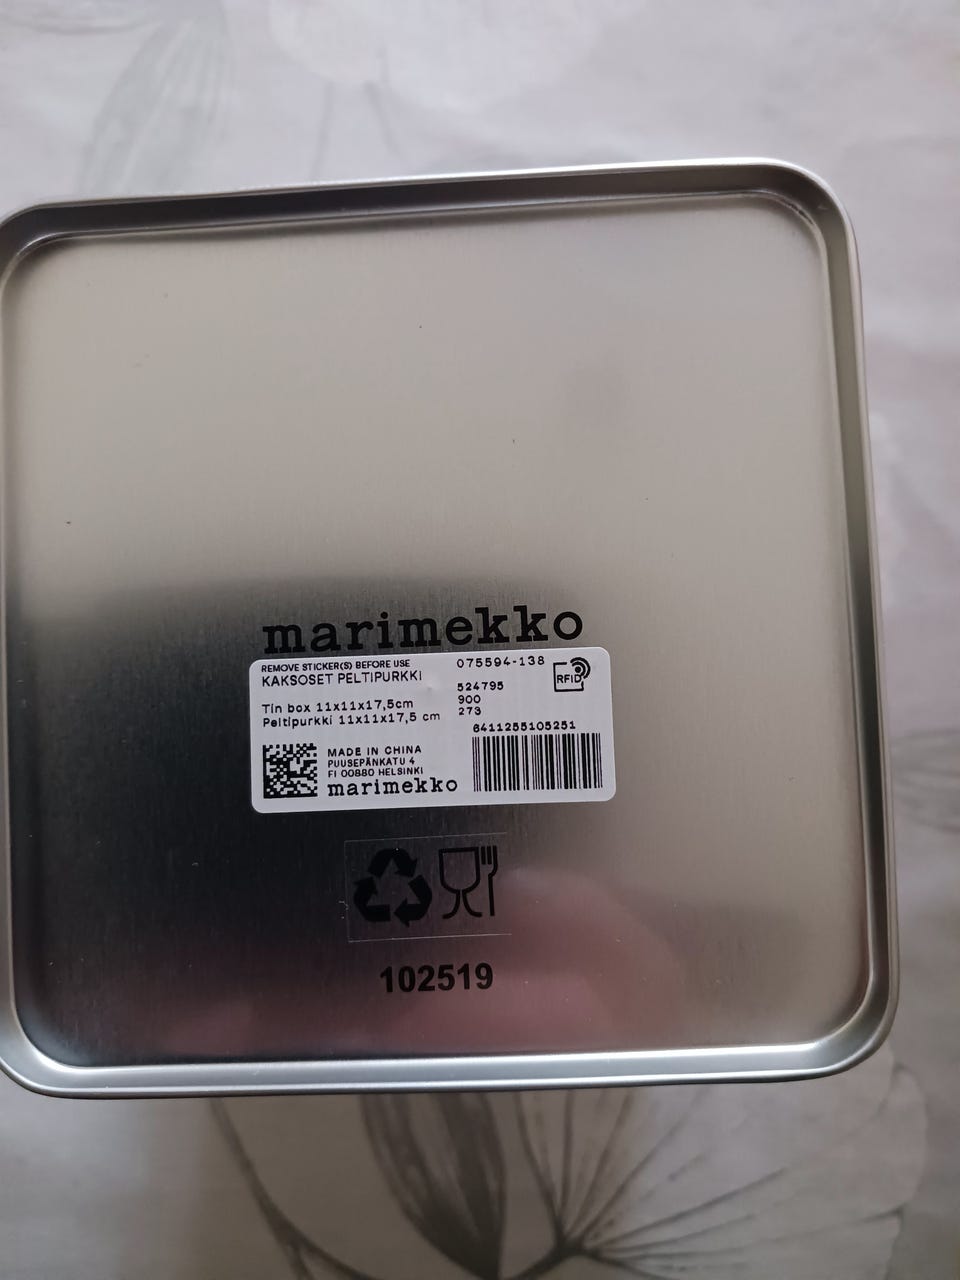 marimekko
REMOVE STICKER(S) BEFORE USE
KAKSOSET PELTIPURKKI
075594-138
RFID
524795
900
273
Tin box 11x11x17,5cm
Peltipurkki 11x11x17,5 cm
6411255105251
MADE IN CHINA
PUUSEPÄNKATU 4
FI 00880 HELSINKI
marimekko
102519